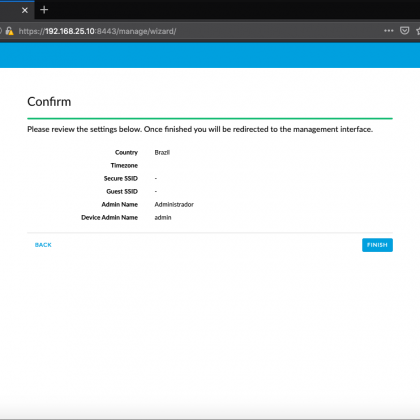 https://192.168.25.10:8443/manage/wizard/
Confirm
Please review the settings below. Once finished you will be redirected to the management interface.
Country Brazil
Timezone
Secure SSID -
Guest SSID -
Admin Name Administrador
Device Admin Name admin
BACK FINISH